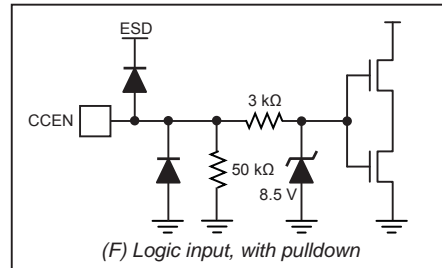 ESD
CCEN
3 kΩ
50 kΩ
8.5 V
(F) Logic input, with pulldown